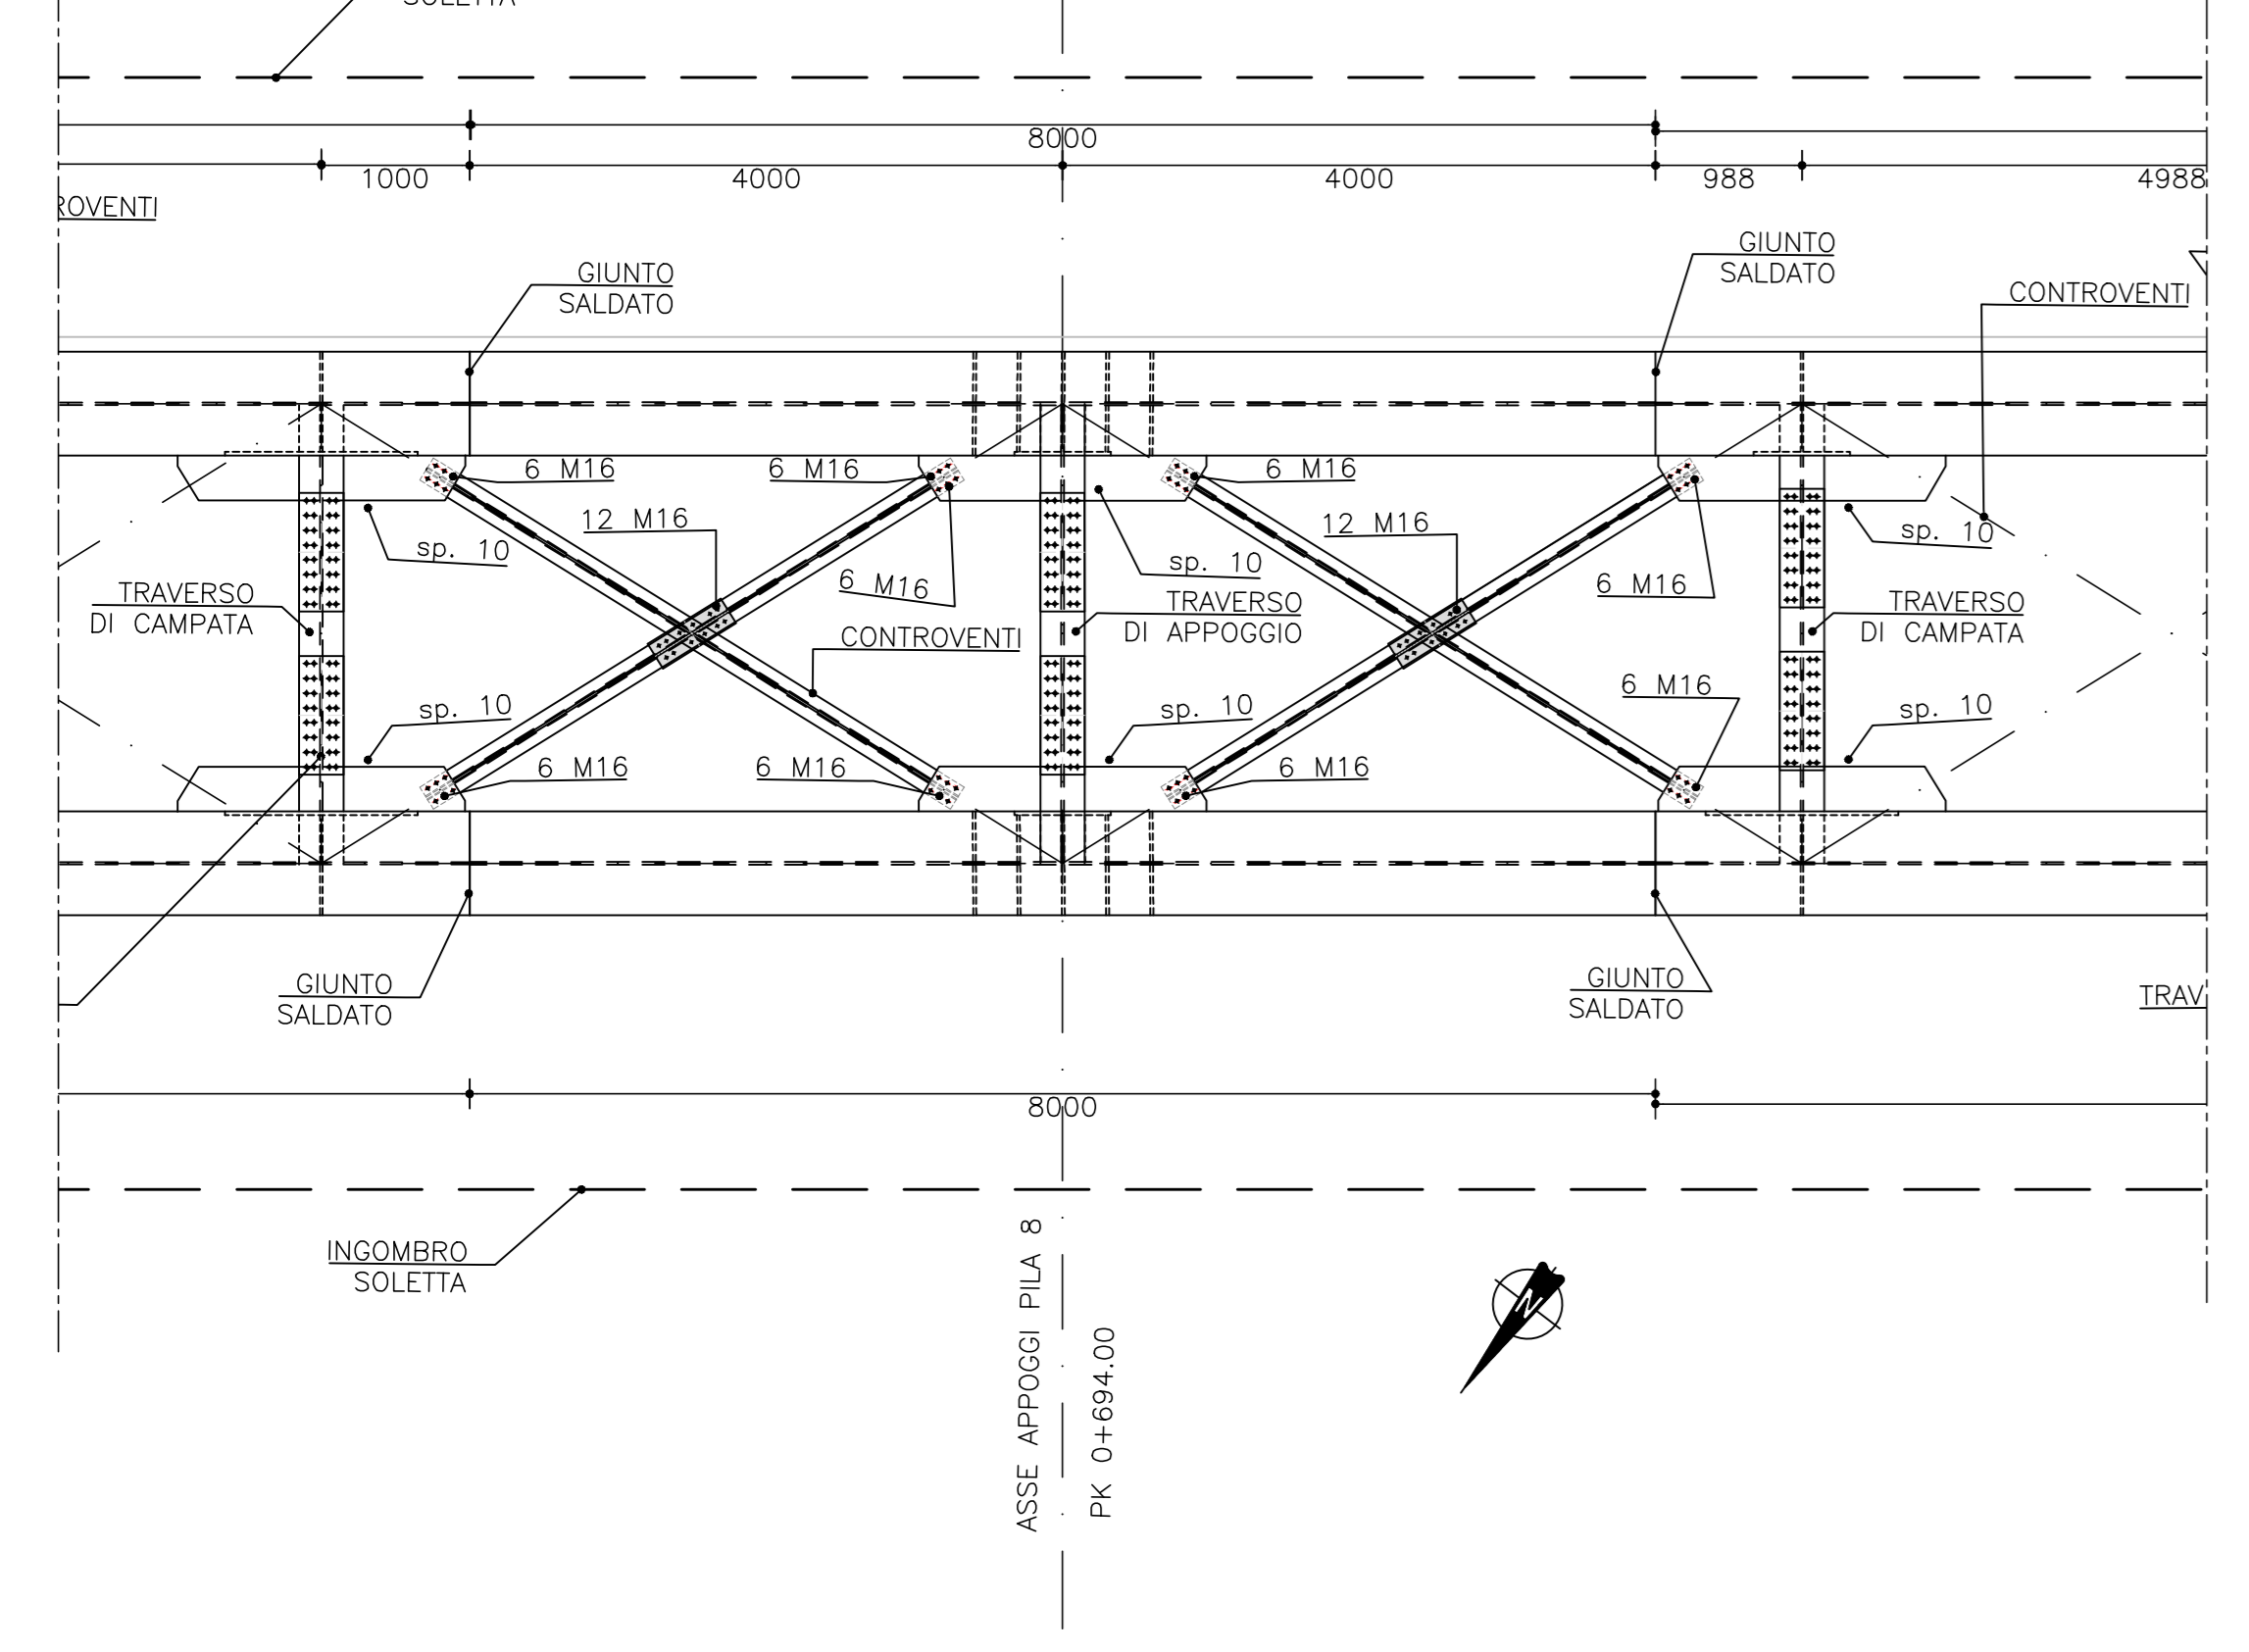 SOLETTA
8000
1000
4000
4000
988
4988
ROVENTI
GIUNTO
SALDATO
GIUNTO
SALDATO
CONTROVENTI
6 M16
6 M16
6 M16
12 M16
12 M16
sp. 10
sp. 10
sp. 10
6 M16
6 M16
TRAVERSO
DI CAMPATA
TRAVERSO
DI APPOGGIO
TRAVERSO
DI CAMPATA
CONTROVENTI
6 M16
sp. 10
sp. 10
sp. 10
6 M16
6 M16
6 M16
GIUNTO
SALDATO
GIUNTO
SALDATO
TRAV
8000
INGOMBRO
SOLETTA
ASSE APPOGGI PILA 8
PK 0+694.00
N